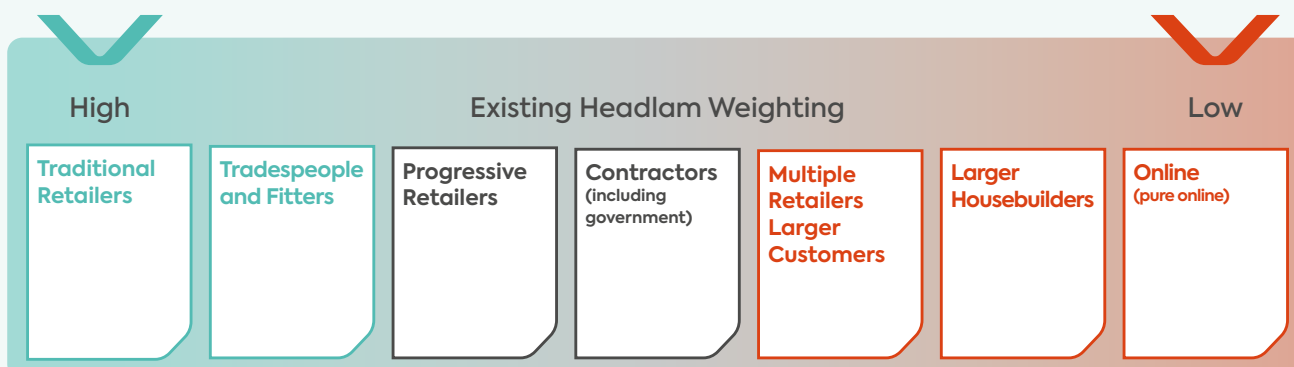 High
Existing Headlam Weighting
Low
Traditional
Retailers
Tradespeople
and Fitters
Progressive
Retailers
Contractors
(including
government)
Multiple
Retailers
Larger
Customers
Larger
Housebuilders
Online
(pure online)